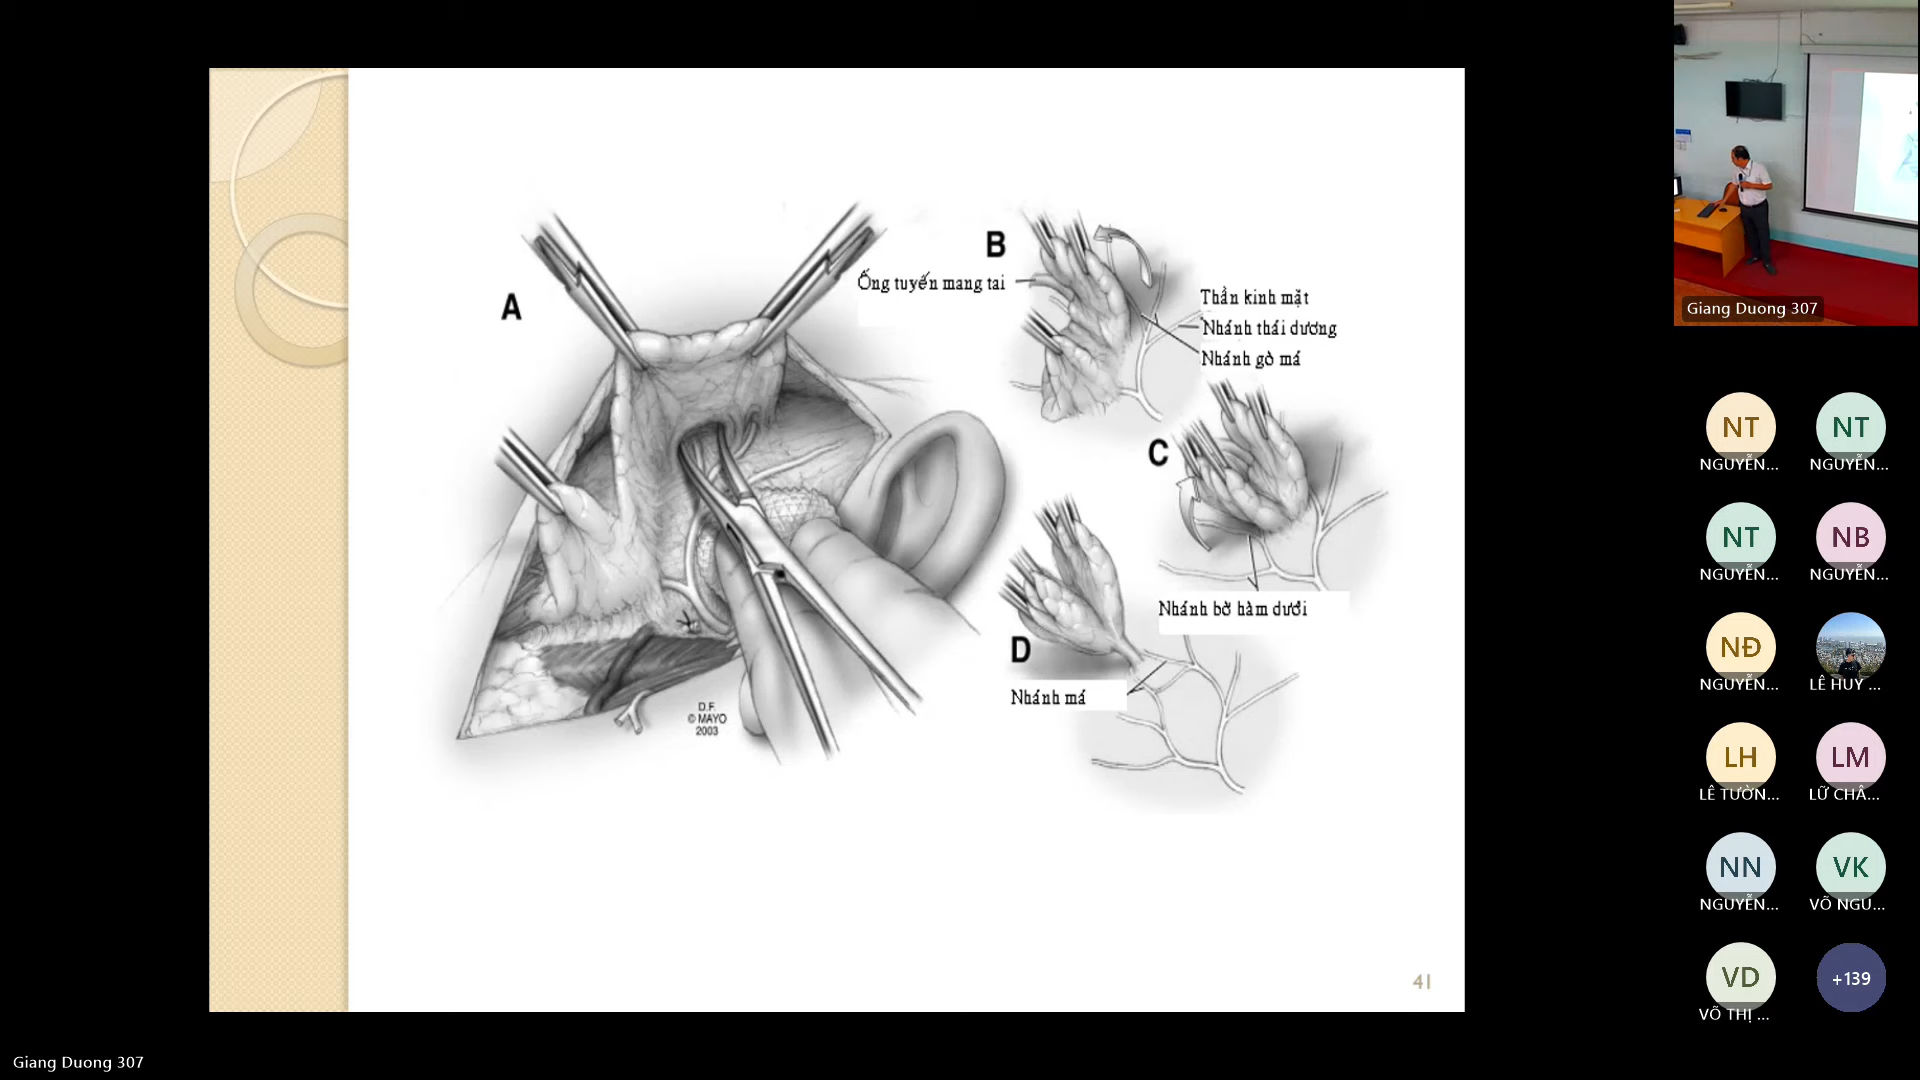 A
B
Ống tuyến mang tai
Thần kinh mặt
Nhánh thái dương
Nhánh gò má
C
Nhánh bờ hàm dưới
D
Nhánh má
D.F.
© MAYO
2003
41
Giang Duong 307
NT
NGUYỄN...
NT
NGUYỄN...
NT
NGUYỄN...
NB
NGUYỄN...
NĐ
NGUYỄN...
LÊ HUY ...
LH
LÊ TƯỜN...
LM
LỮ CHÂ...
NN
NGUYỄN...
VK
VÕ NGU...
VD
VÕ THỊ ...
+139
Giang Duong 307